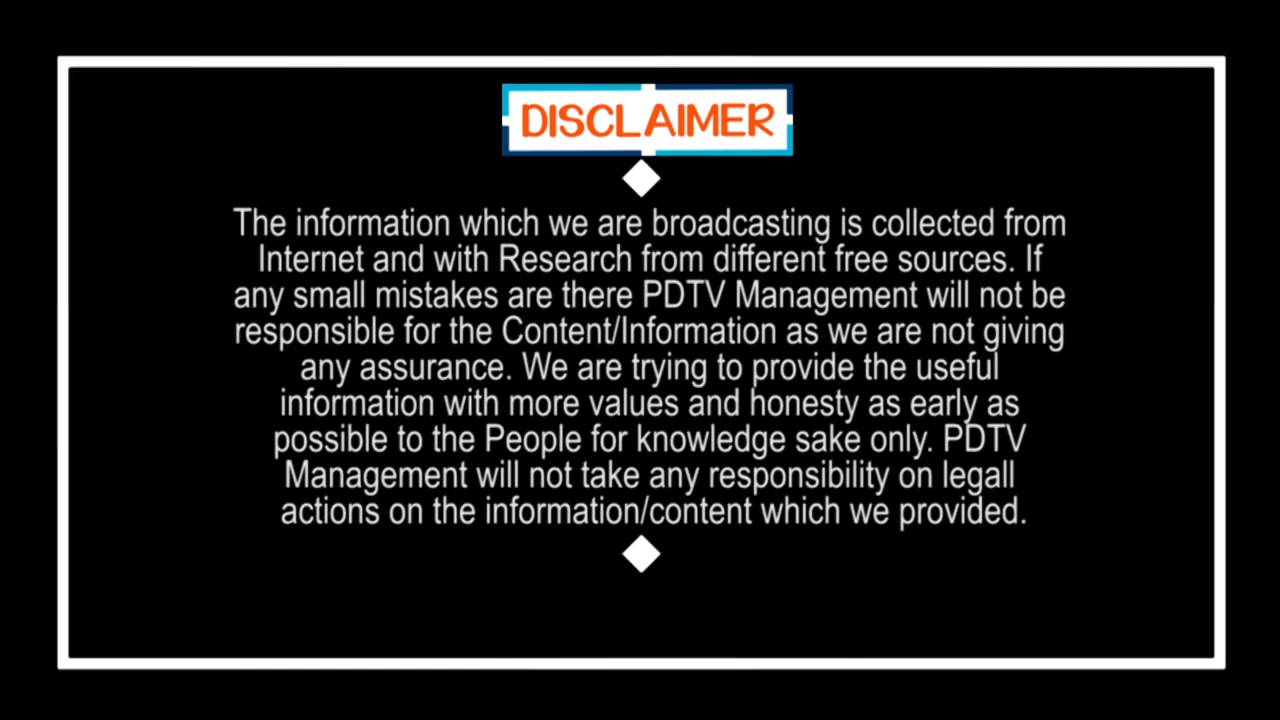 DISCLAIMER
The information which we are broadcasting is collected from
Internet and with Research from different free sources. If
any small mistakes are there PDTV Management will not be
responsible for the Content/Information as we are not giving
any assurance. We are trying to provide the useful
information with more values and honesty as early as
possible to the People for knowledge sake only. PDTV
Management will not take any responsibility on legall
actions on the information/content which we provided.